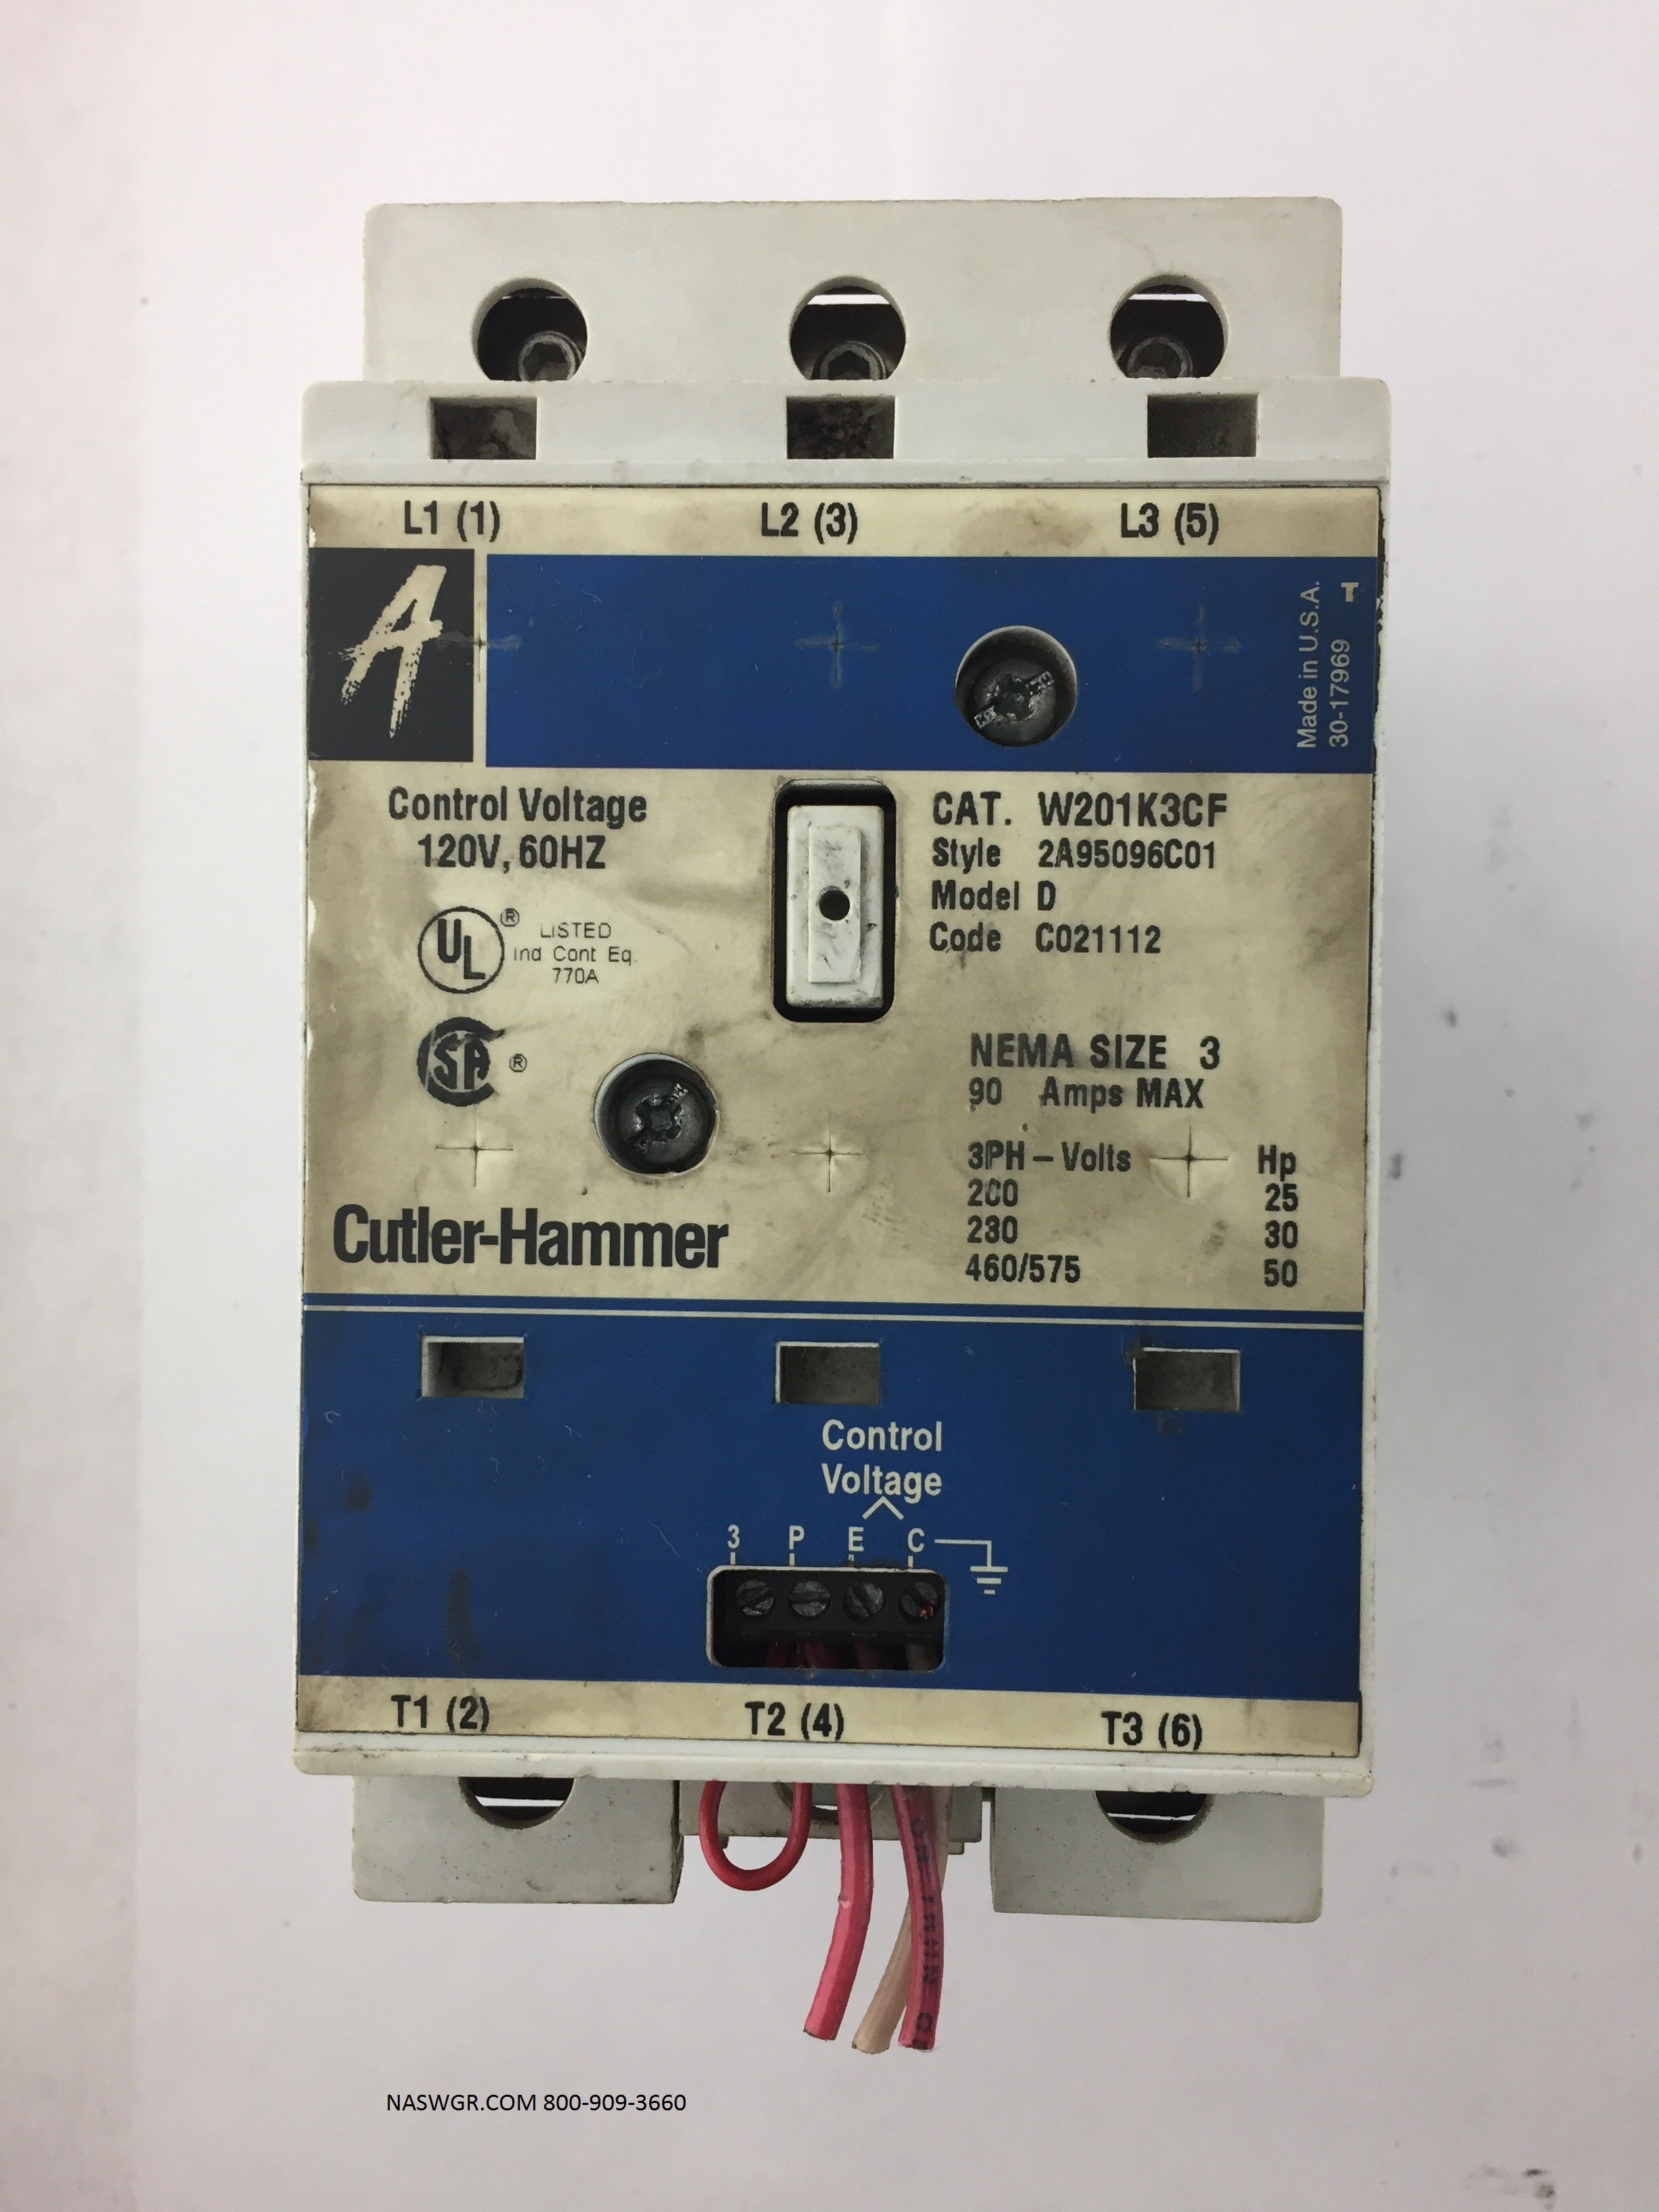 L1 (1) L2 (3) L3 (5)
A
Made in U.S.A.
30-17969
T
Control Voltage
120V, 60HZ
UL ® LISTED
Ind Cont Eq.
770A
SA ®
CAT. W201K3CF
Style 2A95096C01
Model D
Code C021112
NEMA SIZE 3
90 Amps MAX
3PH – Volts Hp
200 25
230 30
460/575 50
Cutler-Hammer
Control
Voltage
3 P E C
T1 (2) T2 (4) T3 (6)
NASWGR.COM 800-909-3660